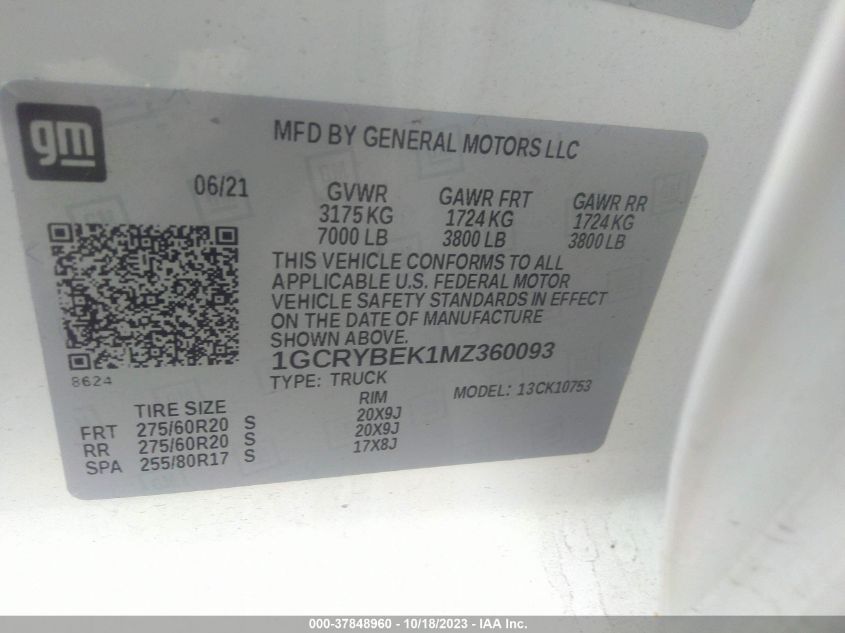 gm
MFD BY GENERAL MOTORS LLC
06/21
GVWR
3175 KG
7000 LB
GAWR FRT
1724 KG
3800 LB
GAWR RR
1724 KG
3800 LB
THIS VEHICLE CONFORMS TO ALL
APPLICABLE U.S. FEDERAL MOTOR
VEHICLE SAFETY STANDARDS IN EFFECT
ON THE DATE OF MANUFACTURE
SHOWN ABOVE.
1GCRYBEK1MZ360093
8624
TYPE: TRUCK
MODEL: 13CK10753
TIRE SIZE RIM
FRT 275/60R20 S 20X9J
RR 275/60R20 S 20X9J
SPA 255/80R17 S 17X8J
000-37848960 - 10/18/2023 - IAA Inc.